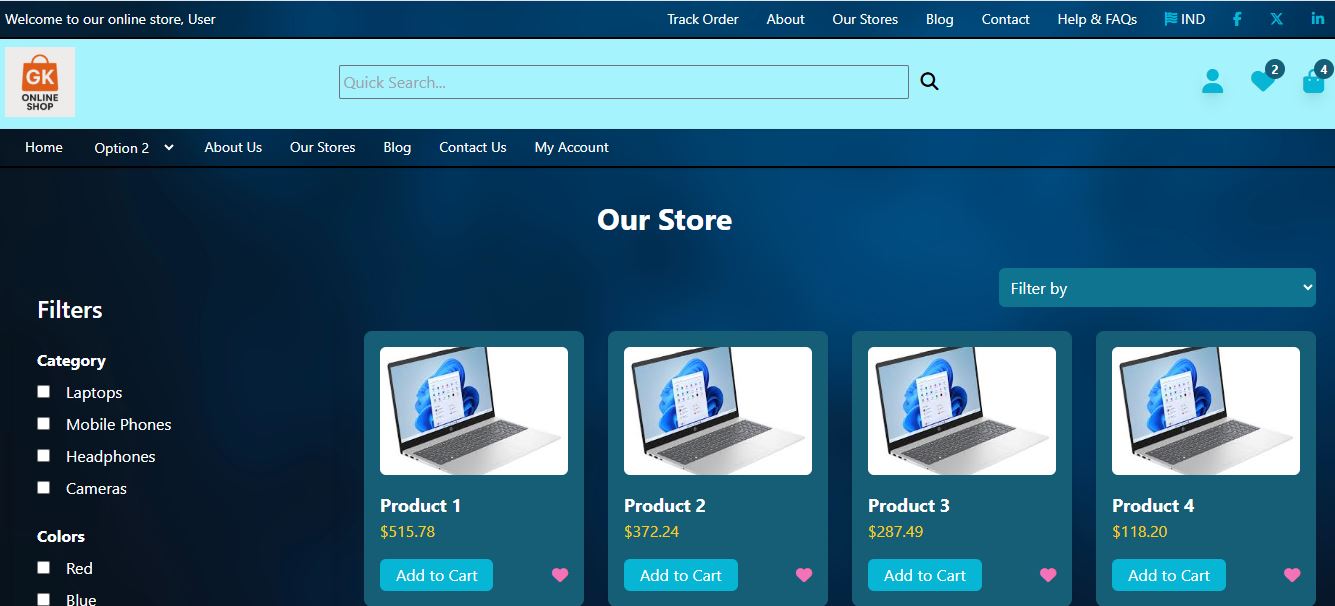 Welcome to our online store, User
Track Order About Our Stores Blog Contact Help & FAQs IND
GK
ONLINE
SHOP
Quick Search...
2
4
Home Option 2 About Us Our Stores Blog Contact Us My Account
Our Store
Filter by
Filters
Category
Laptops
Mobile Phones
Headphones
Cameras
Colors
Red
Blue
Product 1 Product 2 Product 3 Product 4
$515.78 $372.24 $287.49 $118.20
Add to Cart Add to Cart Add to Cart Add to Cart